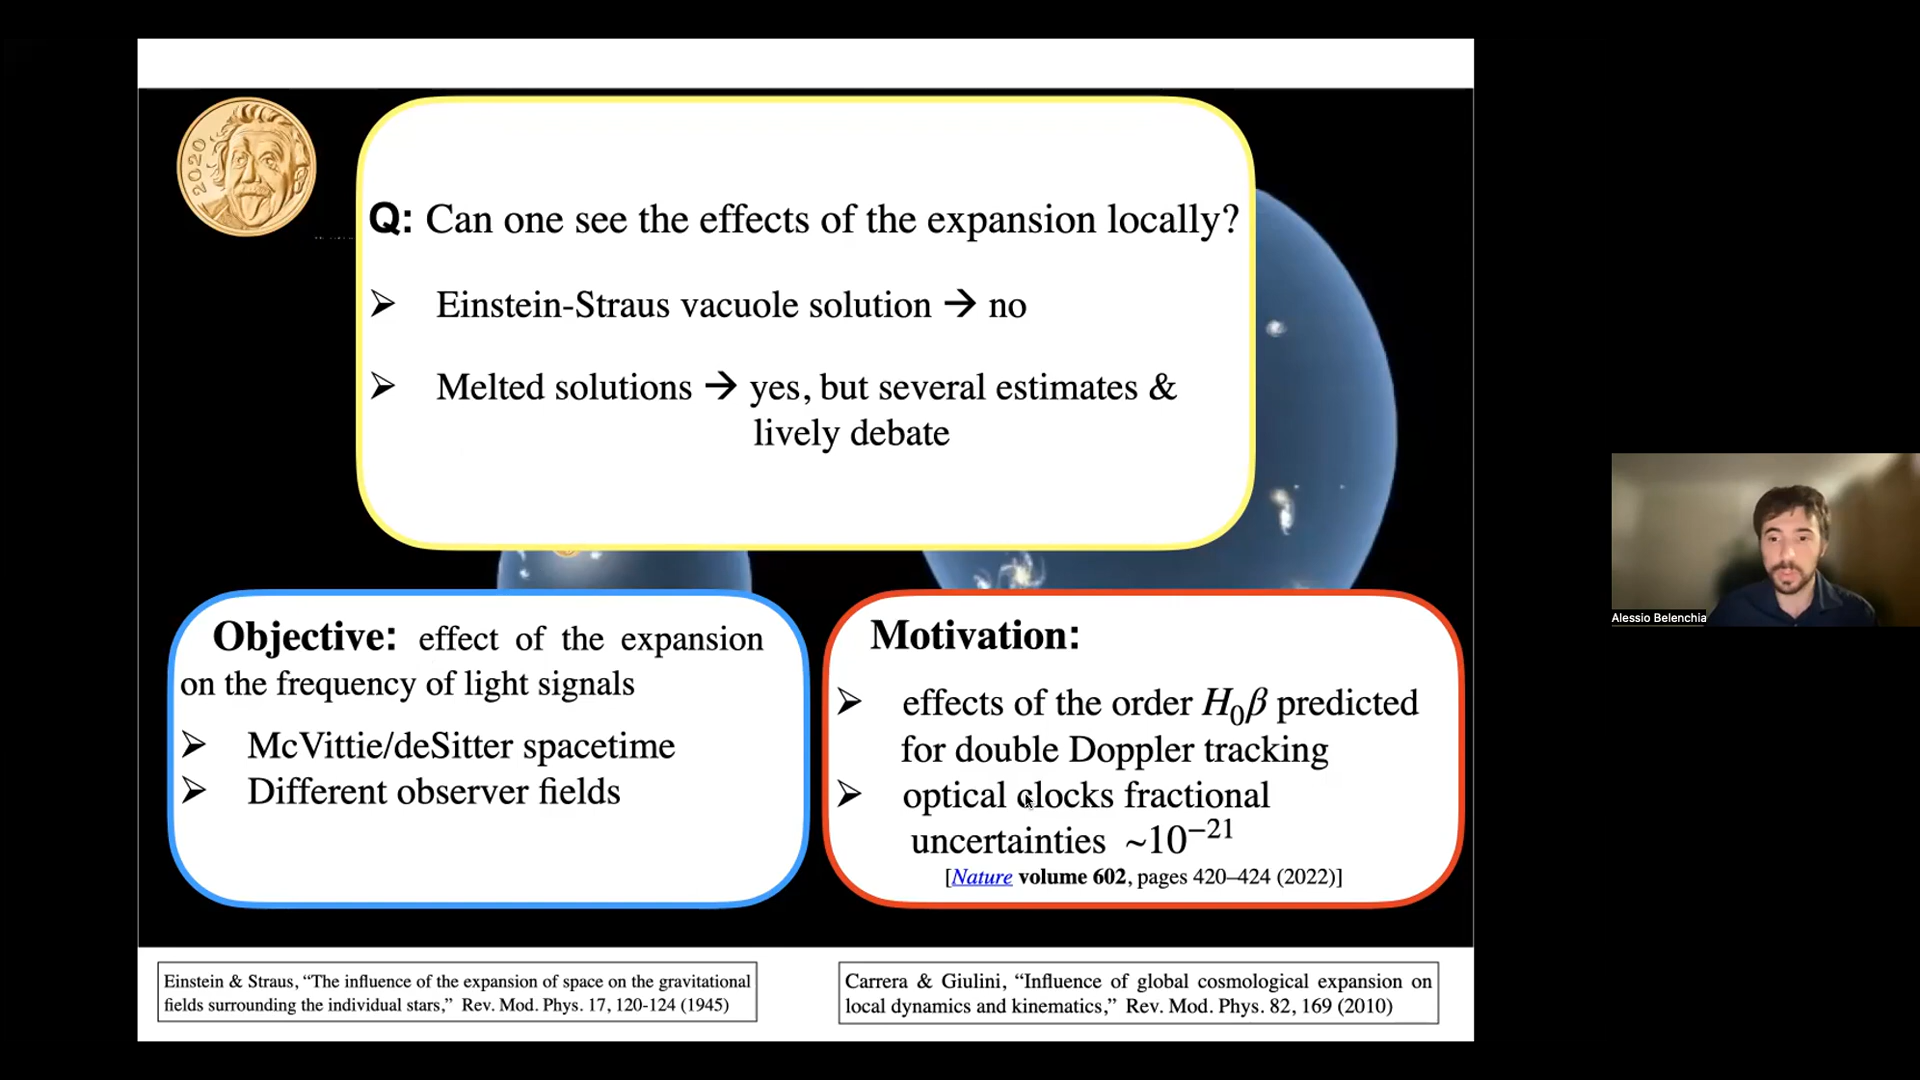 2020
Q: Can one see the effects of the expansion locally?
➢ Einstein-Straus vacuole solution → no
➢ Melted solutions → yes, but several estimates &
lively debate
Objective: effect of the expansion
on the frequency of light signals
➢ McVittie/deSitter spacetime
➢ Different observer fields
Motivation:
➢ effects of the order H₀β predicted
for double Doppler tracking
➢ optical clocks fractional
uncertainties ~10⁻²¹
[Nature volume 602, pages 420–424 (2022)]
Einstein & Straus, “The influence of the expansion of space on the gravitational
fields surrounding the individual stars,” Rev. Mod. Phys. 17, 120-124 (1945)
Carrera & Giulini, “Influence of global cosmological expansion on
local dynamics and kinematics,” Rev. Mod. Phys. 82, 169 (2010)
Alessio Belenchia